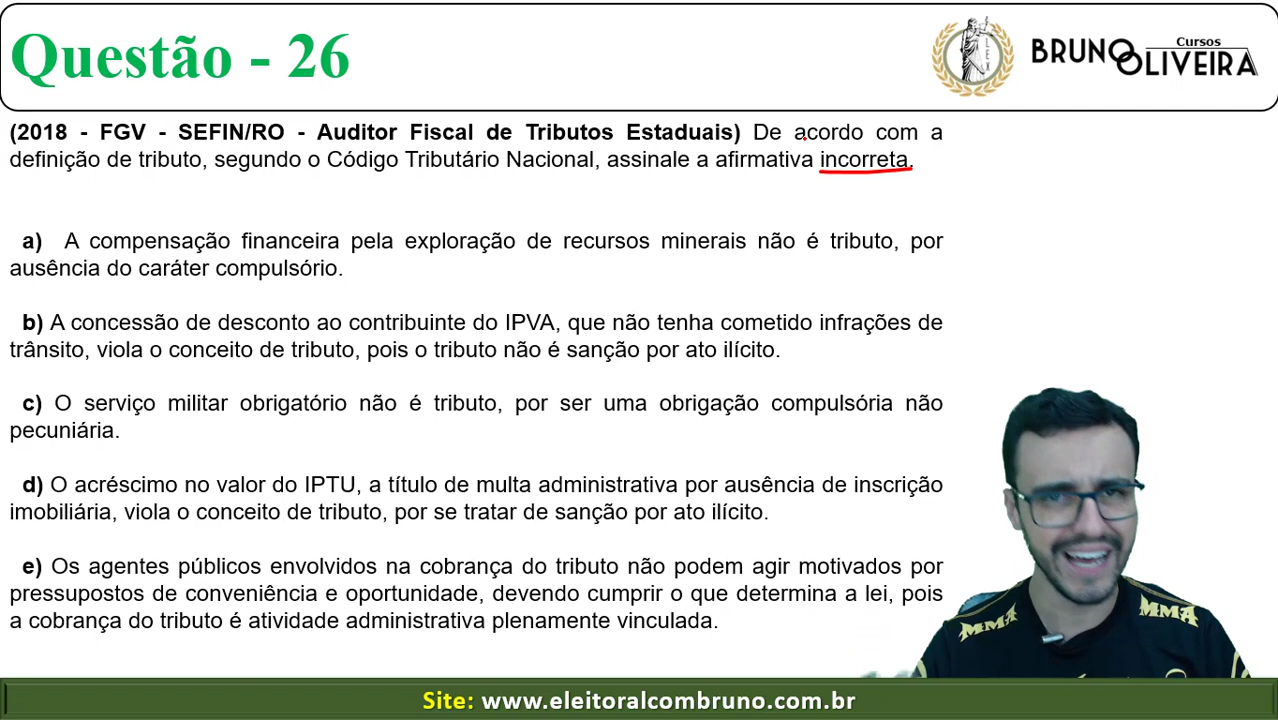 Questão - 26
Cursos
BRUNO
OLIVEIRA
LEX
(2018 - FGV - SEFIN/RO - Auditor Fiscal de Tributos Estaduais) De acordo com a
definição de tributo, segundo o Código Tributário Nacional, assinale a afirmativa incorreta.
a) A compensação financeira pela exploração de recursos minerais não é tributo, por
ausência do caráter compulsório.
b) A concessão de desconto ao contribuinte do IPVA, que não tenha cometido infrações de
trânsito, viola o conceito de tributo, pois o tributo não é sanção por ato ilícito.
c) O serviço militar obrigatório não é tributo, por ser uma obrigação compulsória não
pecuniária.
d) O acréscimo no valor do IPTU, a título de multa administrativa por ausência de inscrição
imobiliária, viola o conceito de tributo, por se tratar de sanção por ato ilícito.
e) Os agentes públicos envolvidos na cobrança do tributo não podem agir motivados por
pressupostos de conveniência e oportunidade, devendo cumprir o que determina a lei, pois
a cobrança do tributo é atividade administrativa plenamente vinculada.
MMA
MMA
Site: www.eleitoralcombruno.com.br